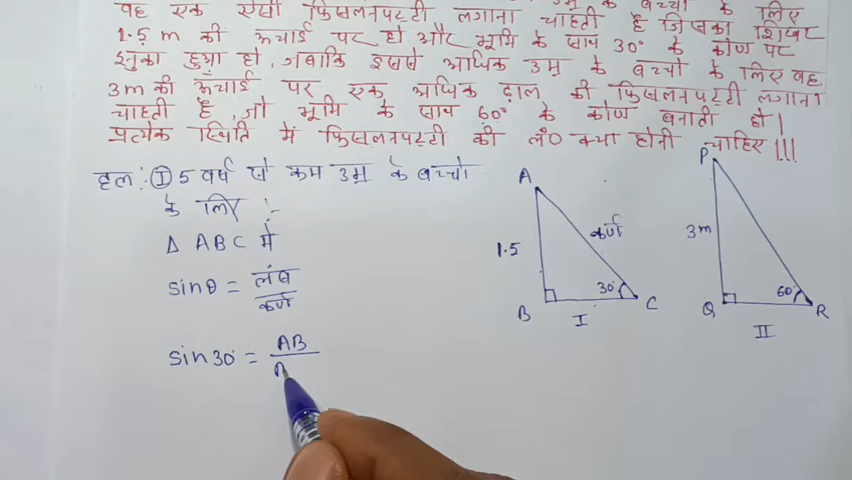 वह एक ऐसी फिसलनपट्टी लगाना चाहती है जिसका शिखर
1.5 m की ऊंचाई पर हो और भूमि के साथ 30° के कोण पर
झुका हुआ हो, जबकि इससे अधिक उम्र के बच्चो के लिए वह
3m की ऊँचाई पर एक अधिक ढाल की फिसलनपट्टी लगाना
चाहती है, जो भूमि के साथ 60° के कोण बनाती हो।
प्रत्येक स्थिति में फिसलनपट्टी की लं० क्या होनी चाहिए !!!
हल:- I 5 वर्ष से कम उम्र के बच्चो
के लिए :-
Δ ABC में
sinθ = लंब
कर्ण
sin 30° = AB
A
1.5
कर्ण
30°
B
C
I
P
3m
60°
Q
R
II